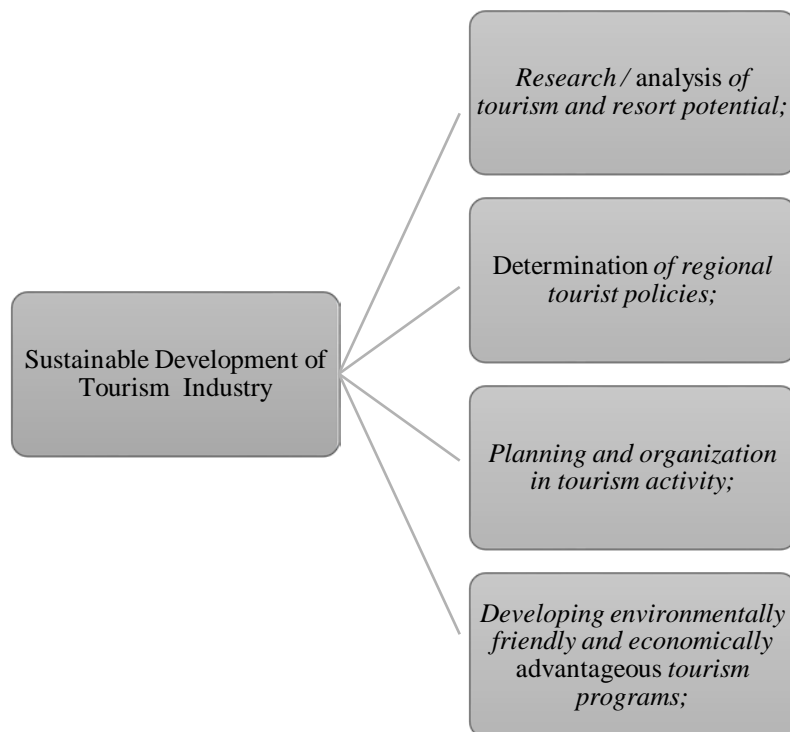 Research / analysis of
tourism and resort potential;
Determination of regional
tourist policies;
Sustainable Development of
Tourism Industry
Planning and organization
in tourism activity;
Developing environmentally
friendly and economically
advantageous tourism
programs;